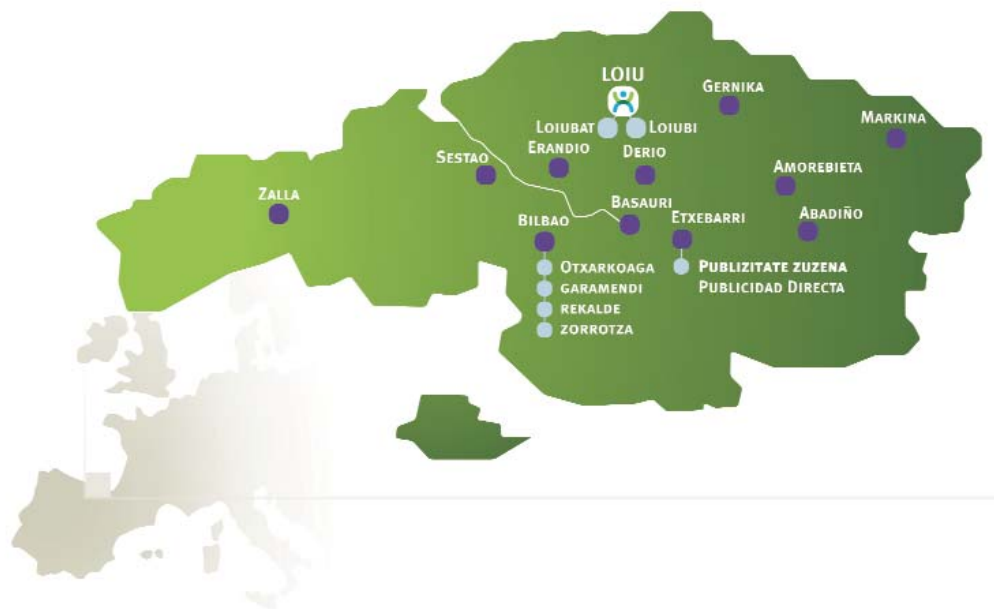 LOIU
GERNIKA
MARKINA
LOIUBAT
LOIUBI
ERANDIO
DERIO
SESTAO
AMOREBIETA
ZALLA
BASAURI
ETXEBARRI
ABADIÑO
BILBAO
OTXARKOAGA
GARAMENDI
REKALDE
ZORROTZA
PUBLIZITATE ZUZENA
PUBLICIDAD DIRECTA